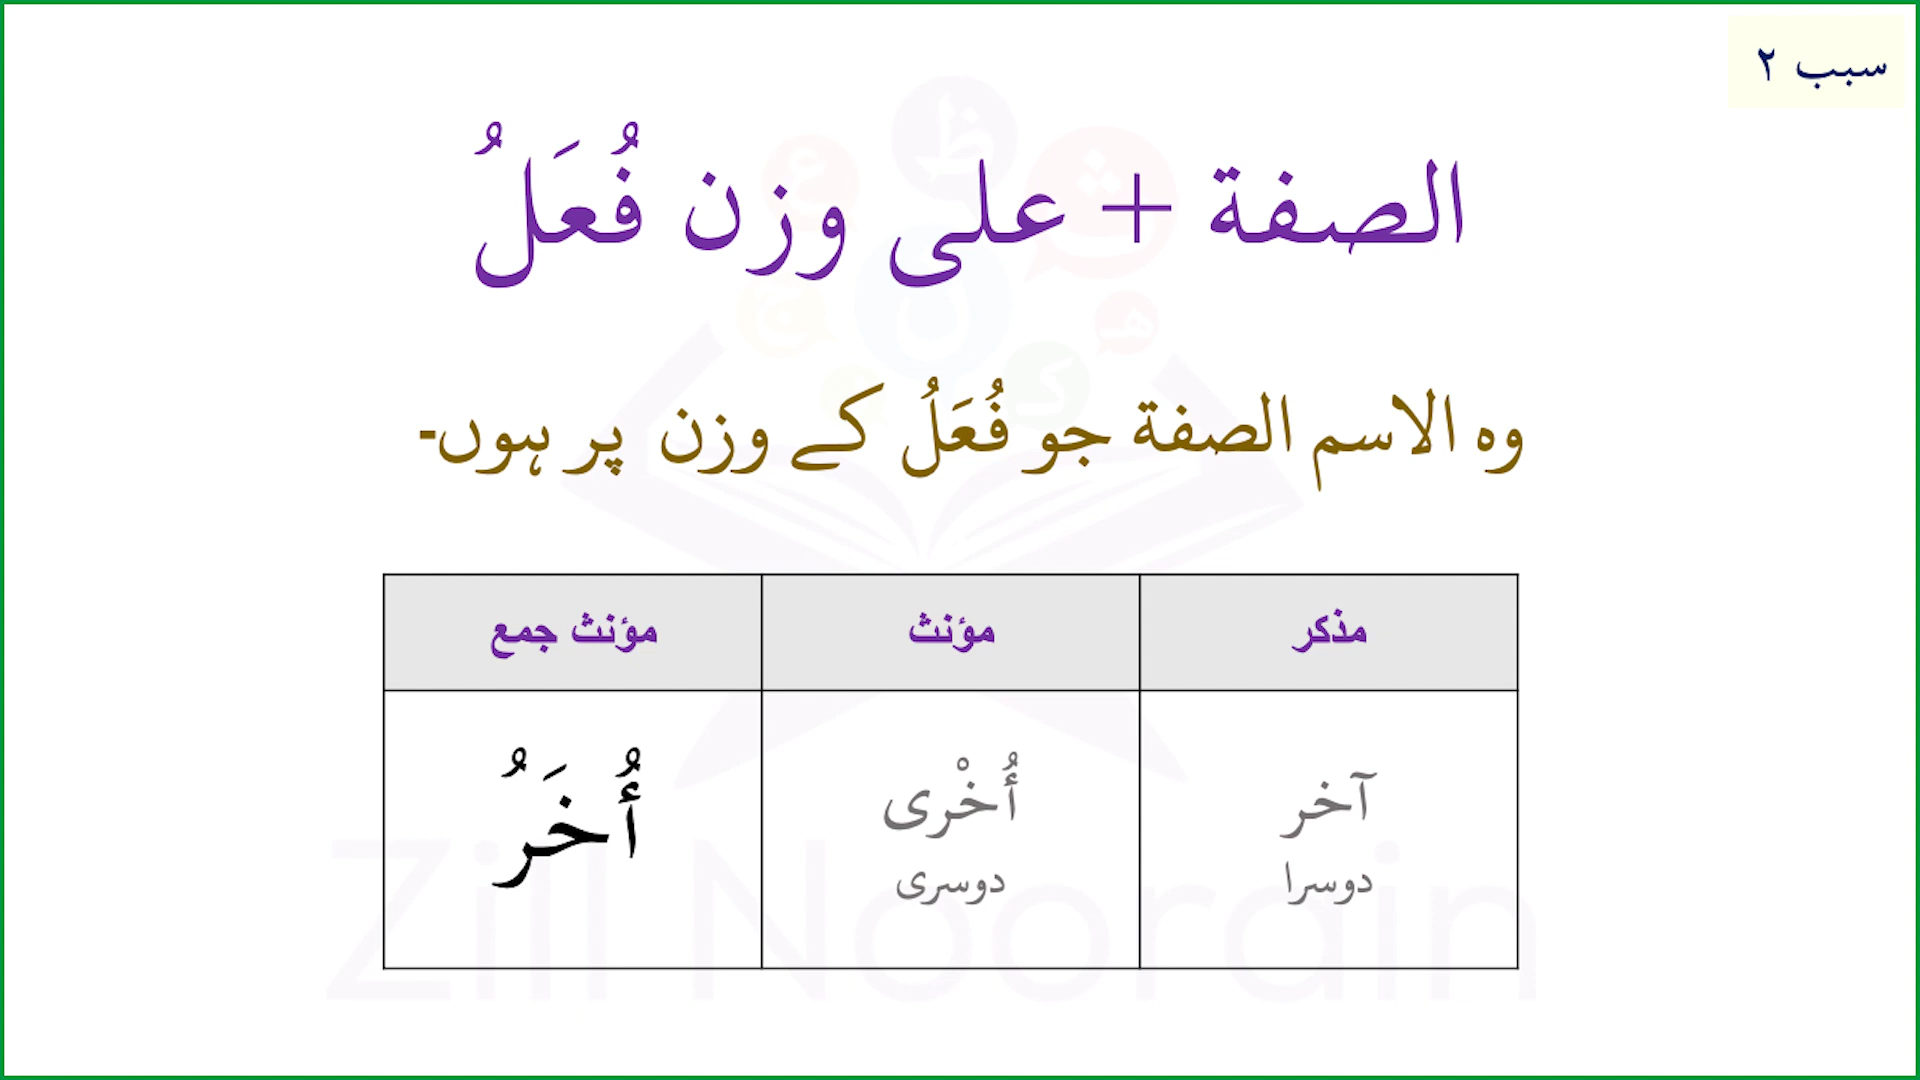 سبب ٢
الصفة + على وزن فُعَلُ
وہ الاسم الصفة جو فُعَلُ کے وزن پر ہوں-
مذكر مؤنث مؤنث جمع
آخر أُخْرى أُخَرُ
دوسرا دوسری
Zill Noorain